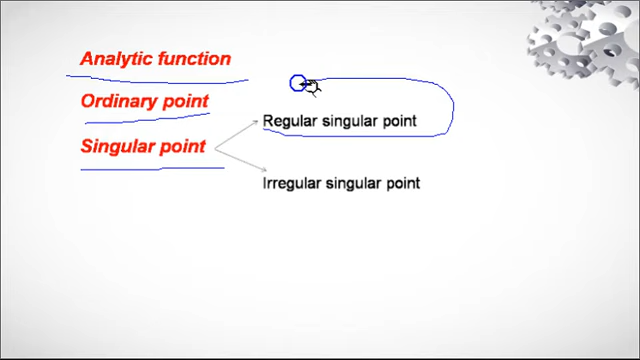 Analytic function
Ordinary point
Regular singular point
Singular point
Irregular singular point